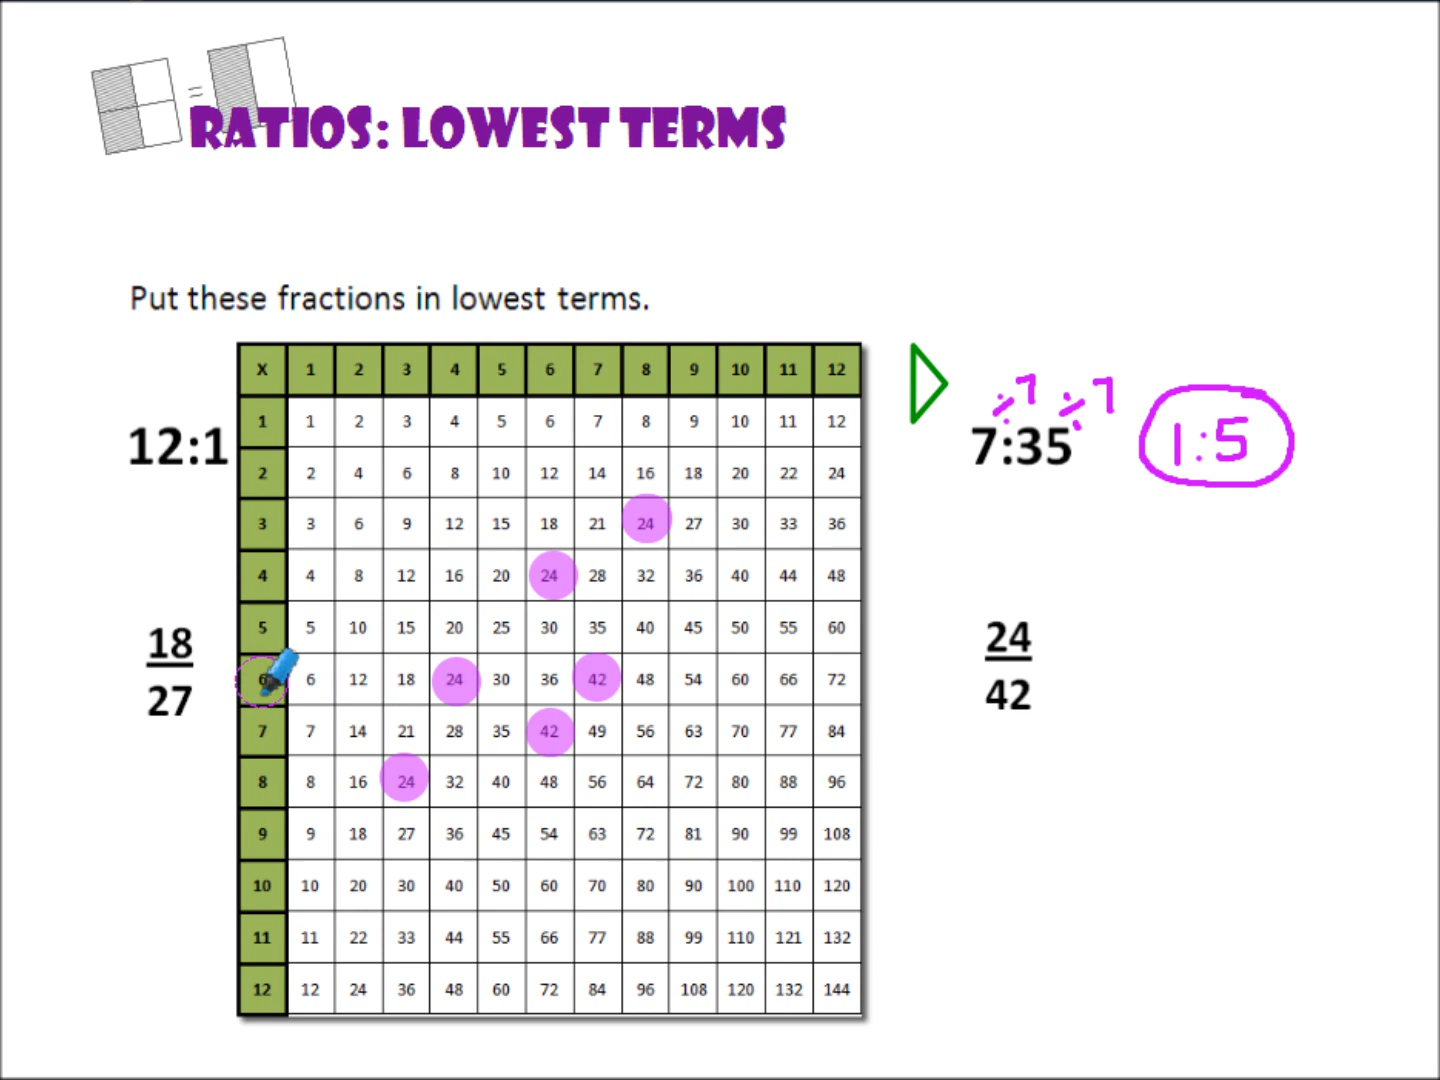 =
RATIOS: LOWEST TERMS
Put these fractions in lowest terms.
X 1 2 3 4 5 6 7 8 9 10 11 12
1 1 2 3 4 5 6 7 8 9 10 11 12
2 2 4 6 8 10 12 14 16 18 20 22 24
3 3 6 9 12 15 18 21 24 27 30 33 36
4 4 8 12 16 20 24 28 32 36 40 44 48
5 5 10 15 20 25 30 35 40 45 50 55 60
6 6 12 18 24 30 36 42 48 54 60 66 72
7 7 14 21 28 35 42 49 56 63 70 77 84
8 8 16 24 32 40 48 56 64 72 80 88 96
9 9 18 27 36 45 54 63 72 81 90 99 108
10 10 20 30 40 50 60 70 80 90 100 110 120
11 11 22 33 44 55 66 77 88 99 110 121 132
12 12 24 36 48 60 72 84 96 108 120 132 144
12:1
18
27
÷7 ÷7
7:35 1:5
24
42